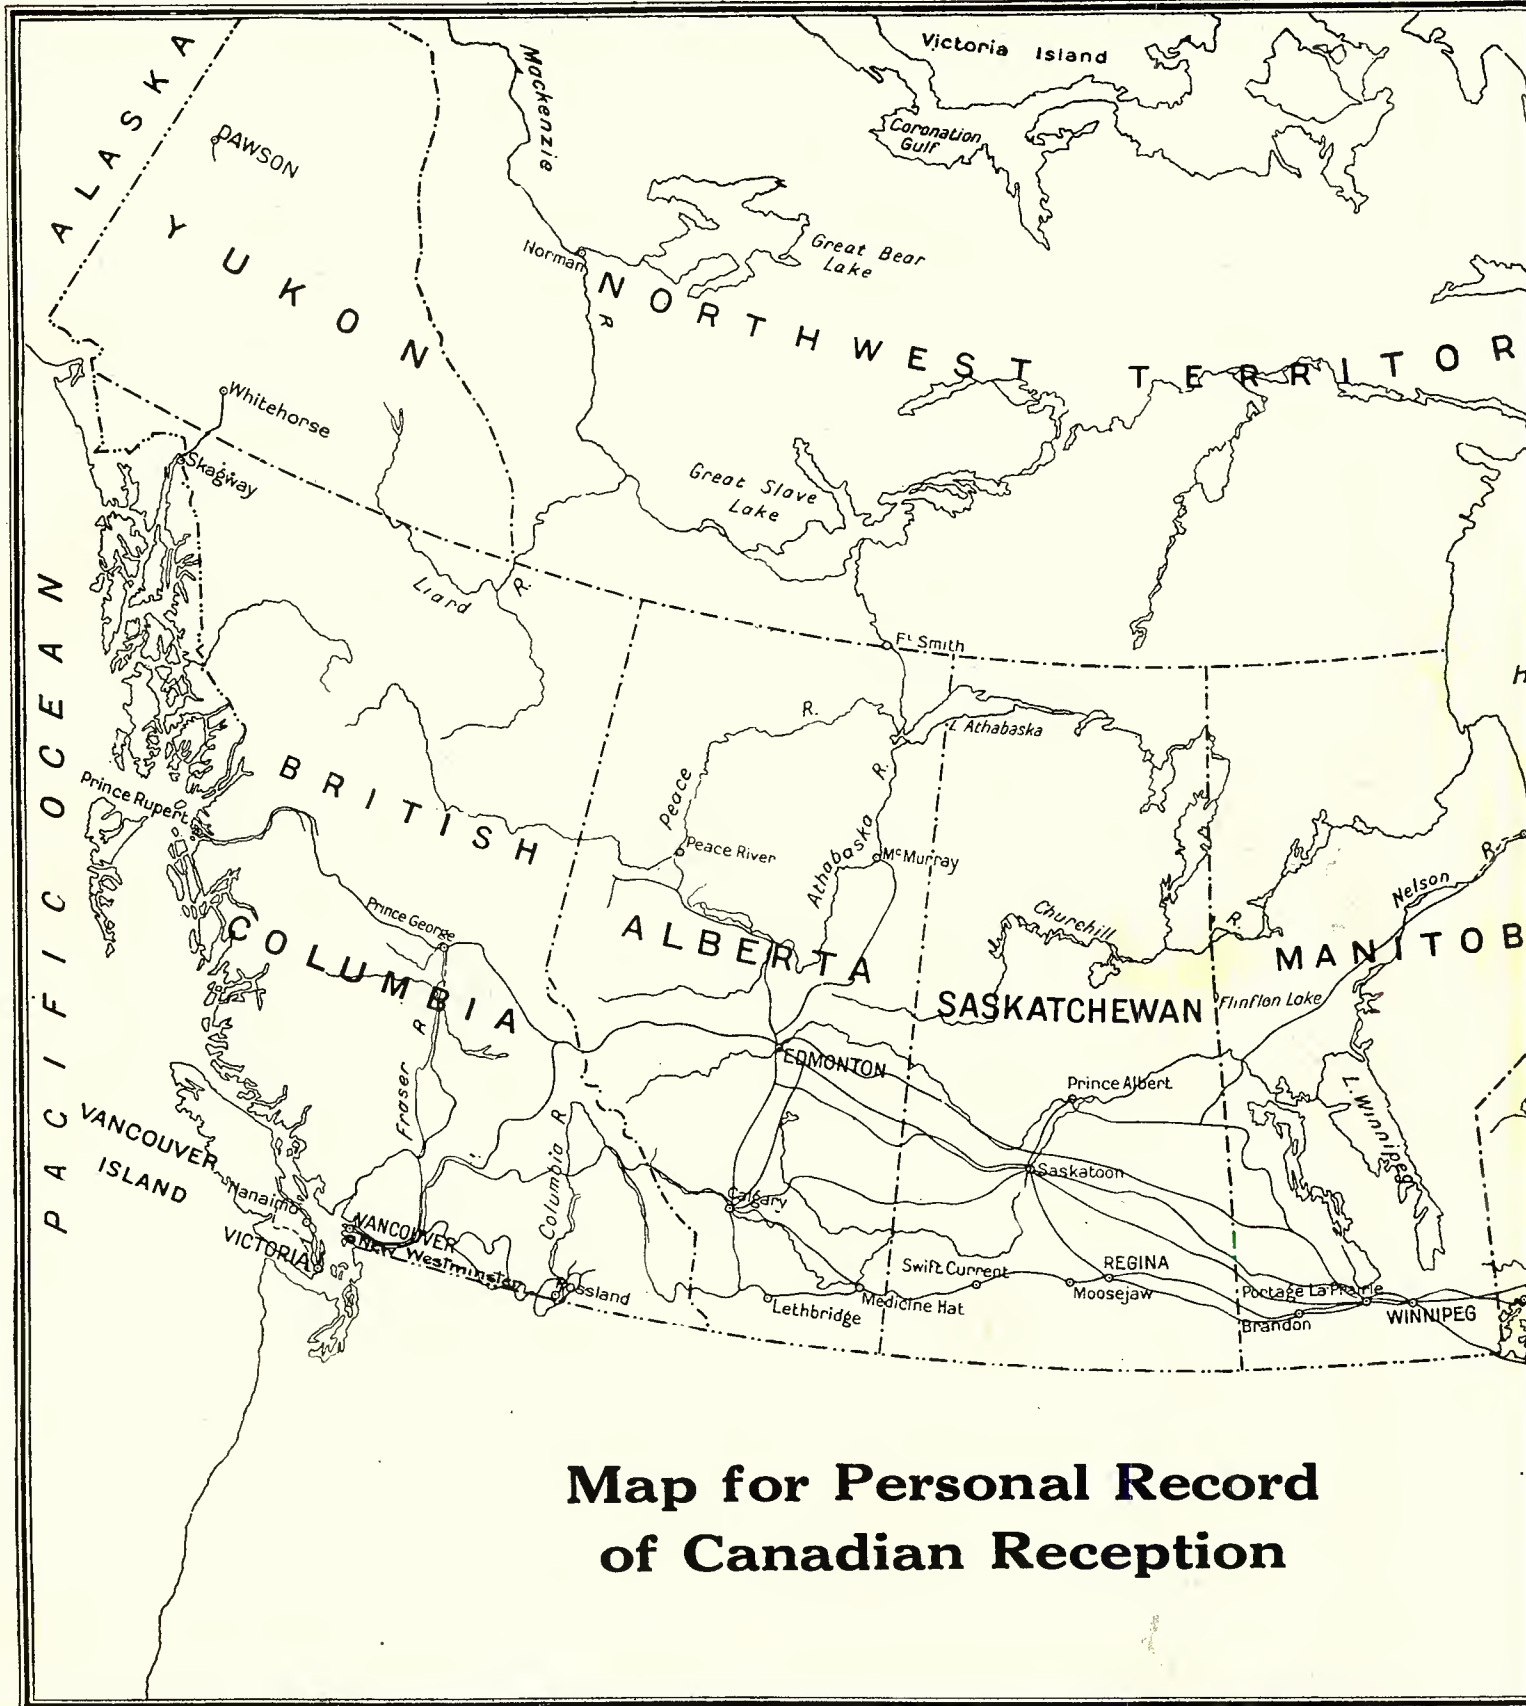 ALASKA
DAWSON
YUKON
Mackenzie
R
Norman
Victoria Island
Coronation
Gulf
Great Bear
Lake
NORTHWEST TERRITOR
Whitehorse
Skagway
Great Slave
Lake
Liard
R.
Ft Smith
H
PACIFIC OCEAN
L Athabaska
R.
Peace
Peace River
Athabaska R.
McMurray
BRITISH
COLUMBIA
Prince Rupert
Prince George
ALBERTA
Churchill
R.
Nelson R.
MANITOB
SASKATCHEWAN
Flinflon Lake
Fraser R
EDMONTON
Prince Albert
L. Winnipeg
VANCOUVER
ISLAND
Columbia R
Saskatoon
Nanaimo
Calgary
VANCOUVER
VICTORIA
New Westminster
Rossland
Swift Current
REGINA
Moosejaw
Lethbridge
Medicine Hat
Portage La Prairie
Brandon
WINNIPEG
Map for Personal Record
of Canadian Reception